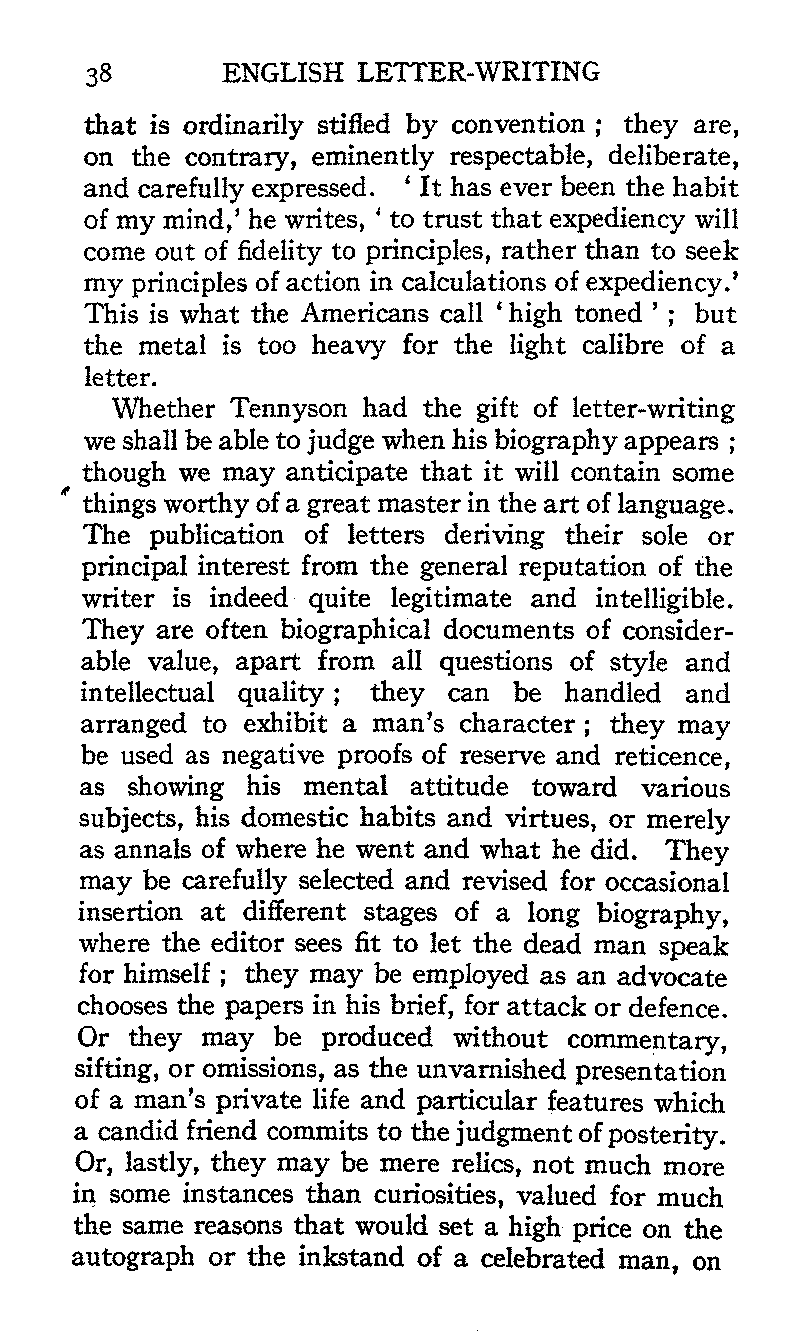 38 ENGLISH LETTER-WRITING
that is ordinarily stifled by convention ; they are,
on the contrary, eminently respectable, deliberate,
and carefully expressed. ‘ It has ever been the habit
of my mind,’ he writes, ‘ to trust that expediency will
come out of fidelity to principles, rather than to seek
my principles of action in calculations of expediency.’
This is what the Americans call ‘ high toned ’ ; but
the metal is too heavy for the light calibre of a
letter.
Whether Tennyson had the gift of letter-writing
we shall be able to judge when his biography appears ;
though we may anticipate that it will contain some
things worthy of a great master in the art of language.
The publication of letters deriving their sole or
principal interest from the general reputation of the
writer is indeed quite legitimate and intelligible.
They are often biographical documents of consider-
able value, apart from all questions of style and
intellectual quality ; they can be handled and
arranged to exhibit a man’s character ; they may
be used as negative proofs of reserve and reticence,
as showing his mental attitude toward various
subjects, his domestic habits and virtues, or merely
as annals of where he went and what he did. They
may be carefully selected and revised for occasional
insertion at different stages of a long biography,
where the editor sees fit to let the dead man speak
for himself ; they may be employed as an advocate
chooses the papers in his brief, for attack or defence.
Or they may be produced without commentary,
sifting, or omissions, as the unvarnished presentation
of a man’s private life and particular features which
a candid friend commits to the judgment of posterity.
Or, lastly, they may be mere relics, not much more
in some instances than curiosities, valued for much
the same reasons that would set a high price on the
autograph or the inkstand of a celebrated man, on